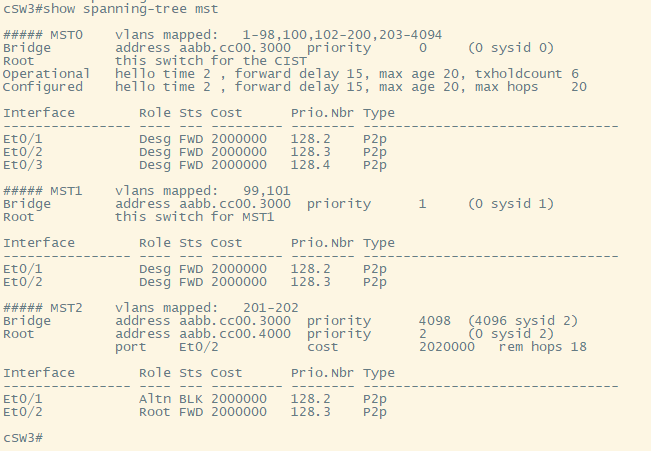 cSW3#show spanning-tree mst
##### MST0    vlans mapped:   1-98,100,102-200,203-4094
Bridge        address aabb.cc00.3000  priority      0     (0 sysid 0)
Root          this switch for the CIST
Operational   hello time 2 , forward delay 15, max age 20, txholdcount 6
Configured    hello time 2 , forward delay 15, max age 20, max hops    20
Interface        Role Sts Cost      Prio.Nbr Type
---------------- ---- --- --------- -------- --------------------------------
Et0/1            Desg FWD 2000000   128.2    P2p
Et0/2            Desg FWD 2000000   128.3    P2p
Et0/3            Desg FWD 2000000   128.4    P2p
##### MST1    vlans mapped:   99,101
Bridge        address aabb.cc00.3000  priority      1     (0 sysid 1)
Root          this switch for MST1
Interface        Role Sts Cost      Prio.Nbr Type
---------------- ---- --- --------- -------- --------------------------------
Et0/1            Desg FWD 2000000   128.2    P2p
Et0/2            Desg FWD 2000000   128.3    P2p
##### MST2    vlans mapped:   201-202
Bridge        address aabb.cc00.3000  priority      4098  (4096 sysid 2)
Root          address aabb.cc00.4000  priority      2     (0 sysid 2)
              port    Et0/2           cost          2020000   rem hops 18
Interface        Role Sts Cost      Prio.Nbr Type
---------------- ---- --- --------- -------- --------------------------------
Et0/1            Altn BLK 2000000   128.2    P2p
Et0/2            Root FWD 2000000   128.3    P2p
cSW3#